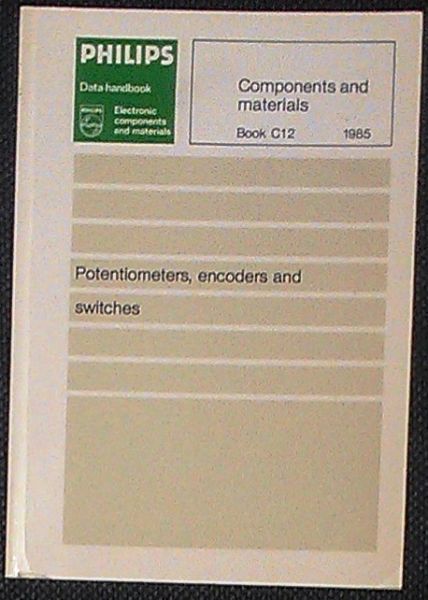 PHILIPS
Data handbook
PHILIPS
Electronic
components
and materials
Components and
materials
Book C12 1985
Potentiometers, encoders and
switches